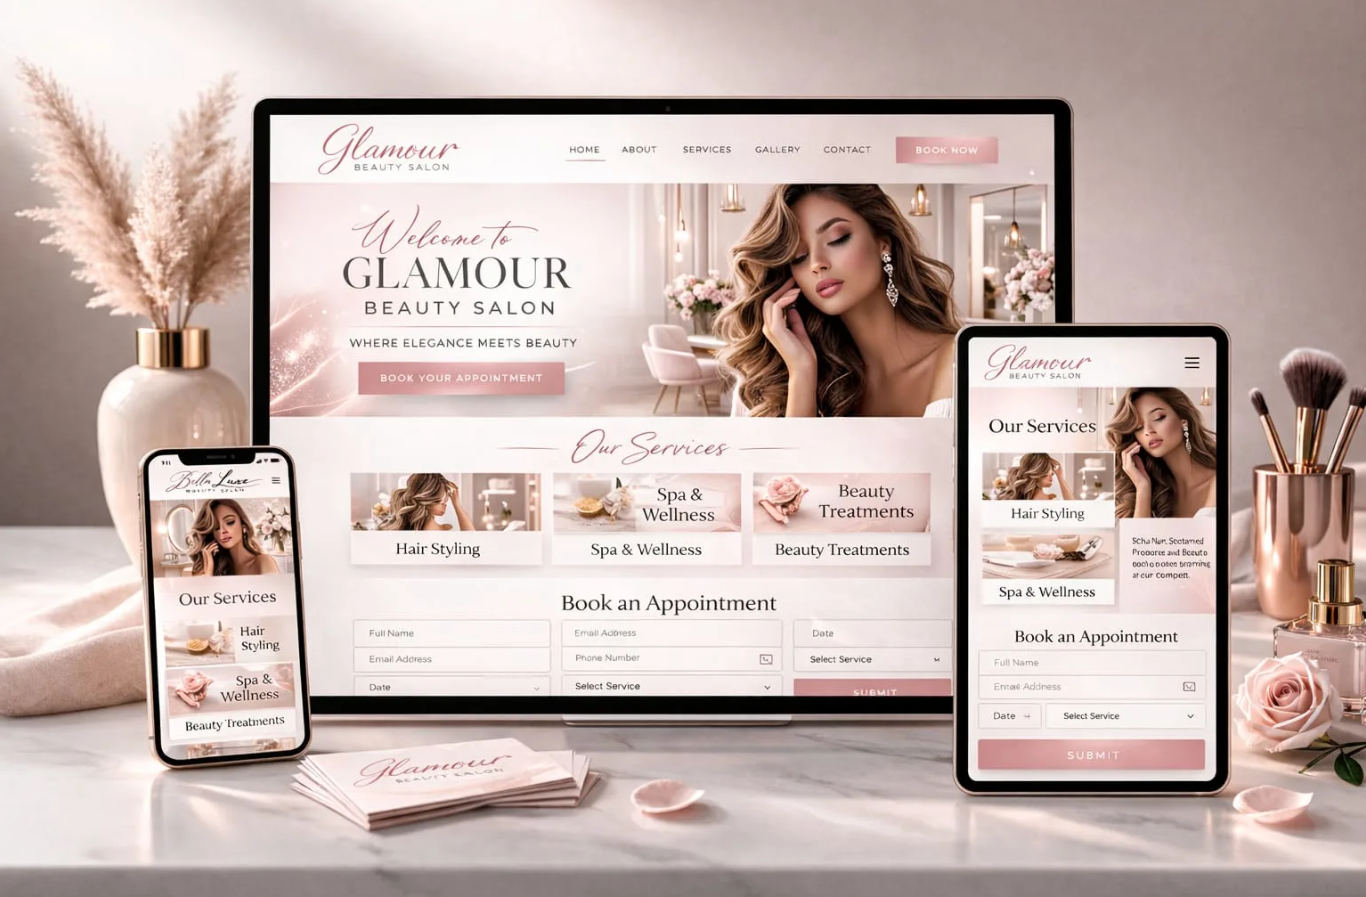 Glamour
BEAUTY SALON
HOME ABOUT SERVICES GALLERY CONTACT BOOK NOW
Welcome to
GLAMOUR
BEAUTY SALON
WHERE ELEGANCE MEETS BEAUTY
BOOK YOUR APPOINTMENT
Our Services
Spa &
Wellness
Beauty
Treatments
Hair Styling
Spa & Wellness
Beauty Treatments
Book an Appointment
Full Name
Email Address
Date
Email Address
Phone Number
Select Service
Date
Select Service
SUBMIT
Bella Luxe
Our Services
Hair
Styling
Spa &
Wellness
Beauty Treatments
Glamour
BEAUTY SALON
Glamour
BEAUTY SALON
Our Services
Hair Styling
Spa & Wellness
Book an Appointment
Full Name
Address
Date
Select Service
SUBMIT